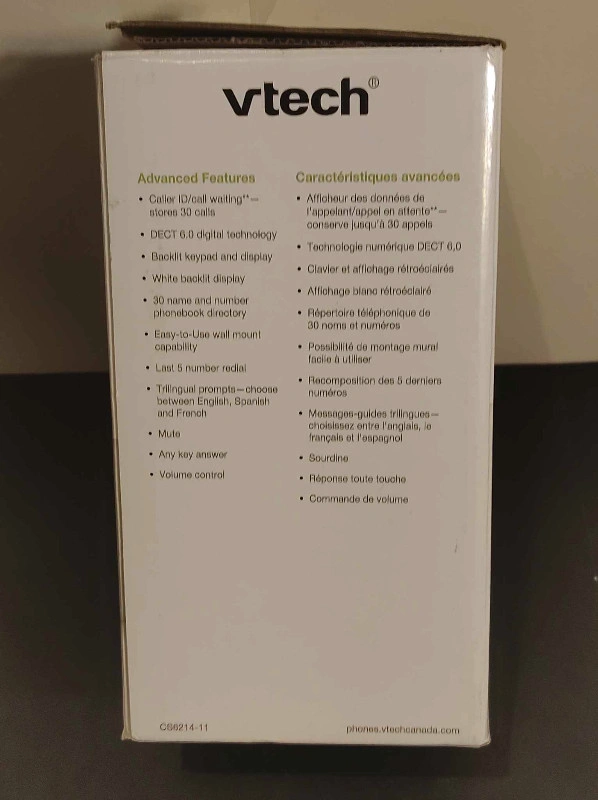 vtech®
Advanced Features
• Caller ID/call waiting**—
stores 30 calls
• DECT 6.0 digital technology
• Backlit keypad and display
• White backlit display
• 30 name and number
phonebook directory
• Easy-to-Use wall mount
capability
• Last 5 number redial
• Trilingual prompts—choose
between English, Spanish
and French
• Mute
• Any key answer
• Volume control
Caractéristiques avancées
• Afficheur des données de
l'appelant/appel en attente**—
conserve jusqu'à 30 appels
• Technologie numérique DECT 6,0
• Clavier et affichage rétroéclairés
• Affichage blanc rétroéclairé
• Répertoire téléphonique de
30 noms et numéros
• Possibilité de montage mural
facile à utiliser
• Recomposition des 5 derniers
numéros
• Messages-guides trilingues—
choisissez entre l'anglais, le
français et l'espagnol
• Sourdine
• Réponse toute touche
• Commande de volume
CS6214-11
phones.vtechcanada.com